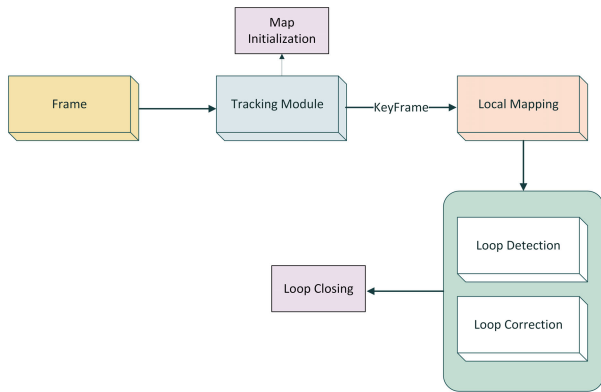 Map
Initialization
Frame
Tracking Module
KeyFrame
Local Mapping
Loop Detection
Loop Closing
Loop Correction